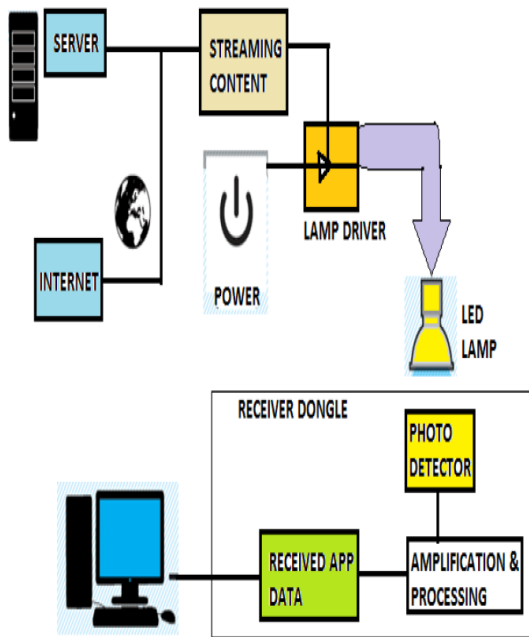 SERVER
STREAMING
CONTENT
LAMP DRIVER
POWER
INTERNET
LED
LAMP
RECEIVER DONGLE
PHOTO
DETECTOR
RECEIVED APP
DATA
AMPLIFICATION &
PROCESSING